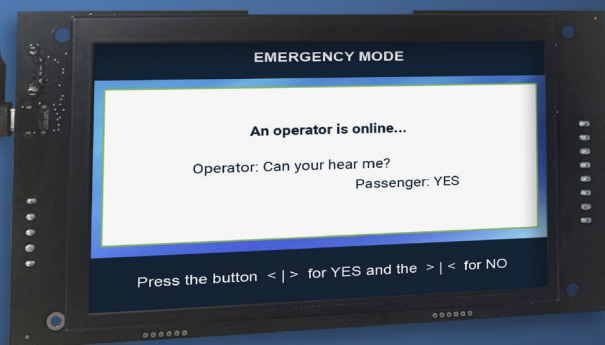 EMERGENCY MODE
An operator is online...
Operator: Can your hear me?
Passenger: YES
Press the button < | > for YES and the > | < for NO